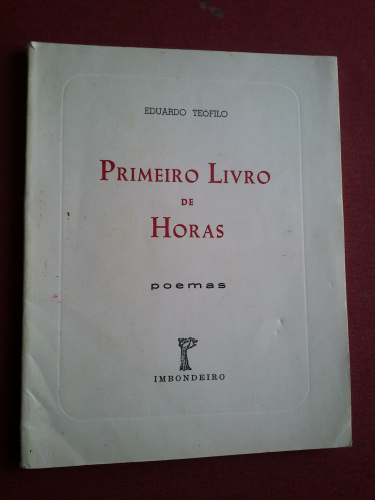 EDUARDO TEÓFILO
PRIMEIRO LIVRO
DE
HORAS
poemas
IMBONDEIRO